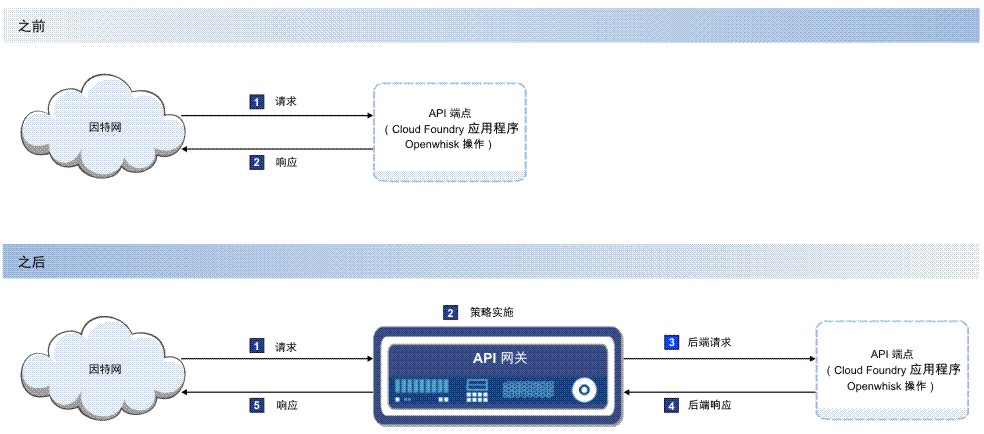 之前
因特网
1 请求
2 响应
API 端点
( Cloud Foundry 应用程序
Openwhisk 操作 )
之后
因特网
1 请求
5 响应
2 策略实施
API 网关
3 后端请求
4 后端响应
API 端点
( Cloud Foundry 应用程序
Openwhisk 操作 )